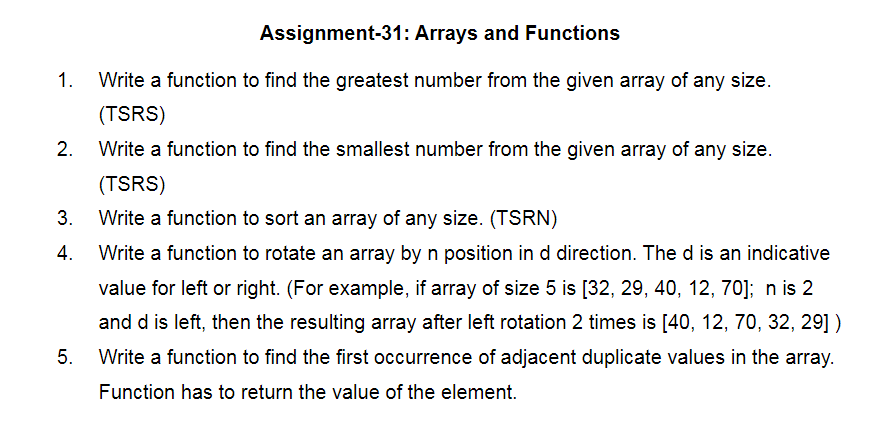 Assignment-31: Arrays and Functions
1. Write a function to find the greatest number from the given array of any size.
(TSRS)
2. Write a function to find the smallest number from the given array of any size.
(TSRS)
3. Write a function to sort an array of any size. (TSRN)
4. Write a function to rotate an array by n position in d direction. The d is an indicative
value for left or right. (For example, if array of size 5 is [32, 29, 40, 12, 70]; n is 2
and d is left, then the resulting array after left rotation 2 times is [40, 12, 70, 32, 29] )
5. Write a function to find the first occurrence of adjacent duplicate values in the array.
Function has to return the value of the element.